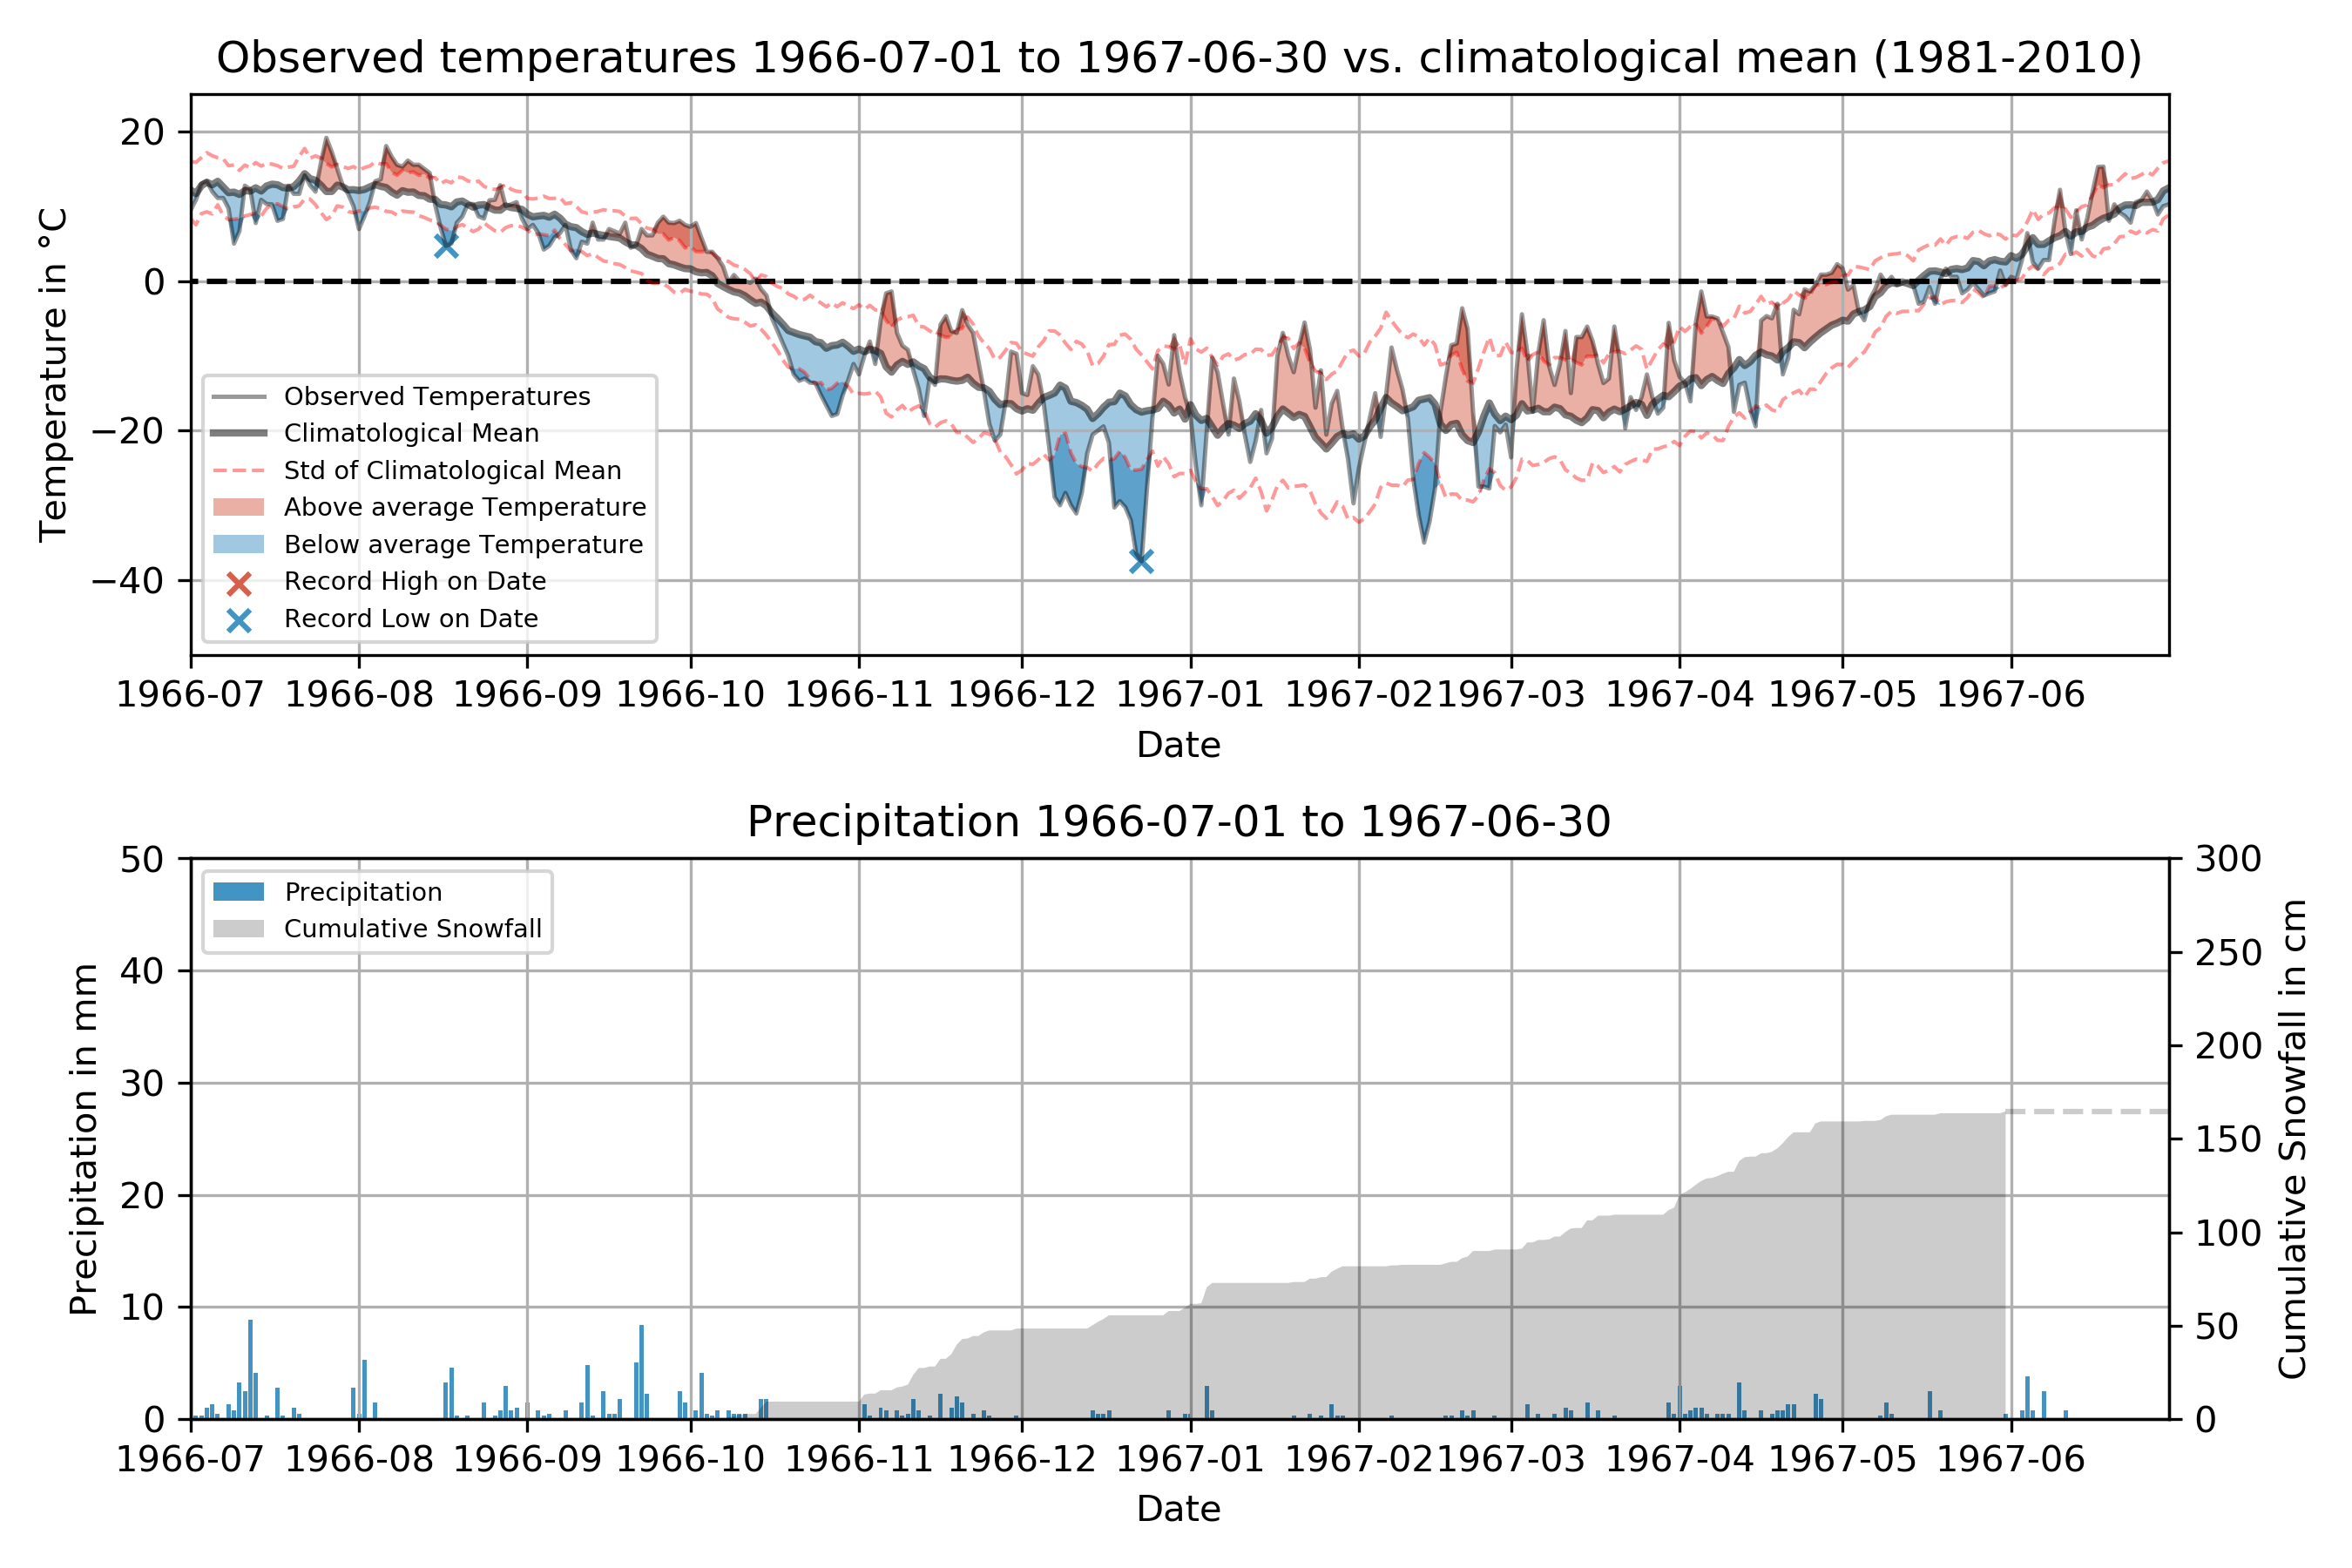 Observed temperatures 1966-07-01 to 1967-06-30 vs. climatological mean (1981-2010)
Temperature in °C
20
0
−20
−40
Observed Temperatures
Climatological Mean
Std of Climatological Mean
Above average Temperature
Below average Temperature
Record High on Date
Record Low on Date
1966-07 1966-08 1966-09 1966-10 1966-11 1966-12 1967-01 1967-02 1967-03 1967-04 1967-05 1967-06
Date
Precipitation 1966-07-01 to 1967-06-30
Precipitation in mm
50
40
30
20
10
0
Precipitation
Cumulative Snowfall
300
250
200
150
100
50
0
Cumulative Snowfall in cm
1966-07 1966-08 1966-09 1966-10 1966-11 1966-12 1967-01 1967-02 1967-03 1967-04 1967-05 1967-06
Date